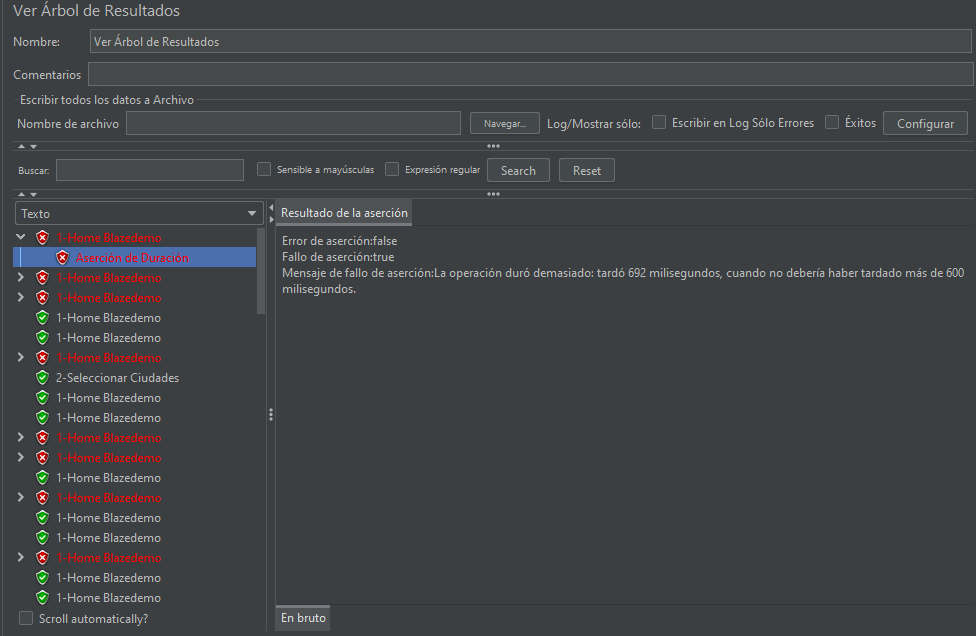 Ver Árbol de Resultados
Nombre: Ver Árbol de Resultados
Comentarios
Escribir todos los datos a Archivo
Nombre de archivo Navegar... Log/Mostrar sólo: Escribir en Log Sólo Errores Éxitos Configurar
Buscar: Sensible a mayúsculas Expresión regular Search Reset
Texto
1-Home Blazedemo
Aserción de Duración
1-Home Blazedemo
1-Home Blazedemo
1-Home Blazedemo
1-Home Blazedemo
1-Home Blazedemo
2-Seleccionar Ciudades
1-Home Blazedemo
1-Home Blazedemo
1-Home Blazedemo
1-Home Blazedemo
1-Home Blazedemo
1-Home Blazedemo
1-Home Blazedemo
1-Home Blazedemo
1-Home Blazedemo
1-Home Blazedemo
1-Home Blazedemo
Scroll automatically?
Resultado de la aserción
Error de aserción:false
Fallo de aserción:true
Mensaje de fallo de aserción:La operación duró demasiado: tardó 692 milisegundos, cuando no debería haber tardado más de 600
milisegundos.
En bruto